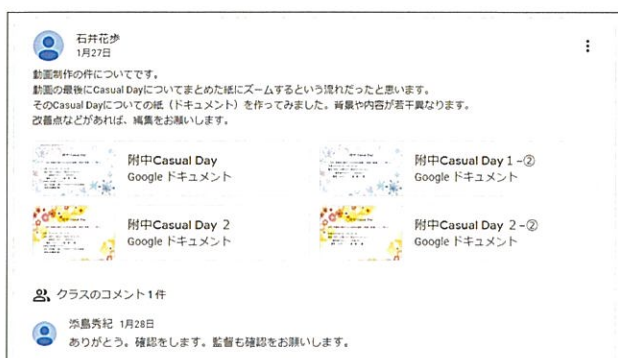 石井花歩
1月27日
動画制作の件についてです。
動画の最後にCasual Dayについてまとめた紙にズームするという流れだったと思います。
そのCasual Dayについての紙（ドキュメント）を作ってみました。背景や内容が若干異なります。
改善点などがあれば、編集をお願いします。
附中Casual Day
Google ドキュメント
附中Casual Day 1-②
Google ドキュメント
附中Casual Day 2
Google ドキュメント
附中Casual Day 2-②
Google ドキュメント
クラスのコメント 1 件
添島秀紀 1月28日
ありがとう。確認をします。監督も確認をお願いします。